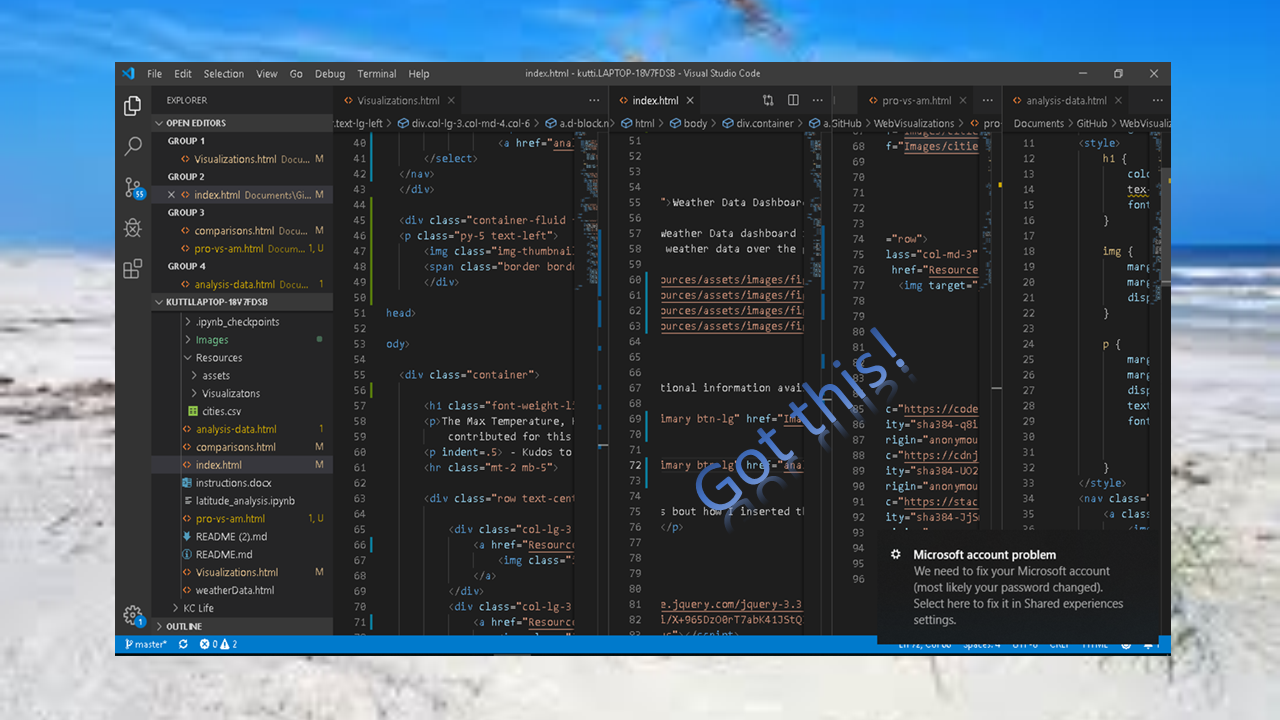 File Edit Selection View Go Debug Terminal Help
index.html - kutti.LAPTOP-18V7FDSB - Visual Studio Code
EXPLORER
OPEN EDITORS
GROUP 1
Visualizations.html Docu... M
GROUP 2
index.html Documents\Gi... M
GROUP 3
comparisons.html Docu... M
pro-vs-am.html Docum... 1, U
GROUP 4
analysis-data.html Docu... 1
KUTTI.LAPTOP-18V7FDSB
.ipynb_checkpoints
Images
Resources
assets
Visualizatons
cities.csv
analysis-data.html 1
comparisons.html M
index.html M
instructions.docx
latitude_analysis.ipynb
pro-vs-am.html 1, U
README (2).md
README.md
Visualizations.html M
weatherData.html
KC Life
OUTLINE
55
1
master* 0 2
Visualizations.html
.text-lg-left > div.col-lg-3.col-md-4.col-6 > a.d-block.n
40 <a href="ana
41 </select>
42 </nav>
43 </div>
44
45 <div class="container-fluid
46 <p class="py-5 text-left">
47 <img class="img-thumbnai
48 <span class="border bord
49 </div>
50
51 head>
52
53 ody>
54
55 <div class="container">
56
57 <h1 class="font-weight-li
58 <p>The Max Temperature,
59 contributed for this
60 <p indent=.5> - Kudos to
61 <hr class="mt-2 mb-5">
62
63 <div class="row text-cent
64
65 <div class="col-lg-3
66 <a href="Resourc
67 <img class="
68 </a>
69 </div>
70 <div class="col-lg-3
71 <a href="Resourc
index.html
html > body > div.container > a.
51
52
53
54
55 ">Weather Data Dashboar
56
57 Weather Data dashboard
58 weather data over the
59
60 ources/assets/images/fi
61 ources/assets/images/fi
62 ources/assets/images/fi
63 ources/assets/images/fi
64
65
66
67 tional information avai
68
69 imary btn-lg" href="Ima
70
71
72 imary btn-lg" href="ana
73
74
75 s bout how I inserted th
76 </p>
77
78
79
80
81 e.jquery.com/jquery-3.3
82 i/X+965DzO0rT7abK41JStQ
pro-vs-am.html
GitHub > WebVisualizations > pro-
f="Images/citie
68 f="Images/citie
69
70
71
72
73
74 ="row">
75 lass="col-md-3"
76 href="Resource
77 <img target="
78
79
80
81
85 c="https://code
86 ity="sha384-q8i
87 rigin="anonymou
88 c="https://cdnj
89 ity="sha384-UO2
90 rigin="anonymou
91 c="https://stac
92 ity="sha384-JjS
93
94
95
96
analysis-data.html
Documents > GitHub > WebVisualiz
11 <style>
12 h1 {
13 colo
14 tex
15 font
16 }
17
18 img {
19 marg
20 marg
21 disp
22 }
23
24 p {
25 marg
26 marg
27 disp
28 text
29 font
30
31
32 }
33 </style>
34 <nav class="
35 <a class
36 <img
Got this!
Microsoft account problem
We need to fix your Microsoft account
(most likely your password changed).
Select here to fix it in Shared experiences
settings.